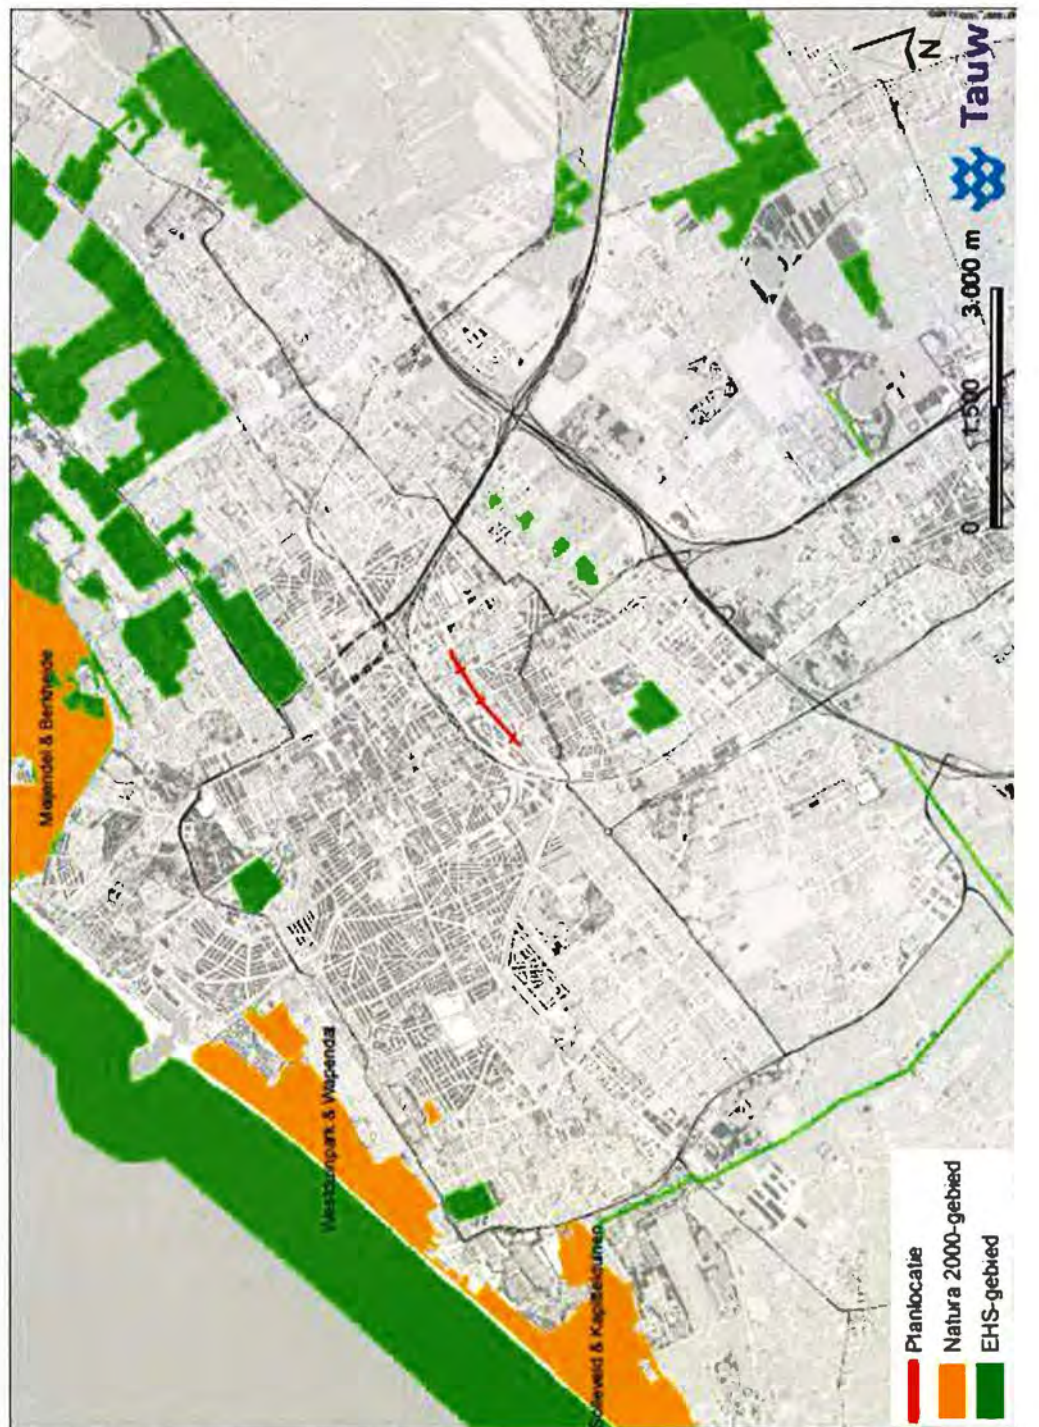 Meijendel & Berkheide
Westduinpark & Wapendal
Solleveld & Kapittelduinen
N
Tauw
0 1.500 3.000 m
Planlocatie
Natura 2000-gebied
EHS-gebied